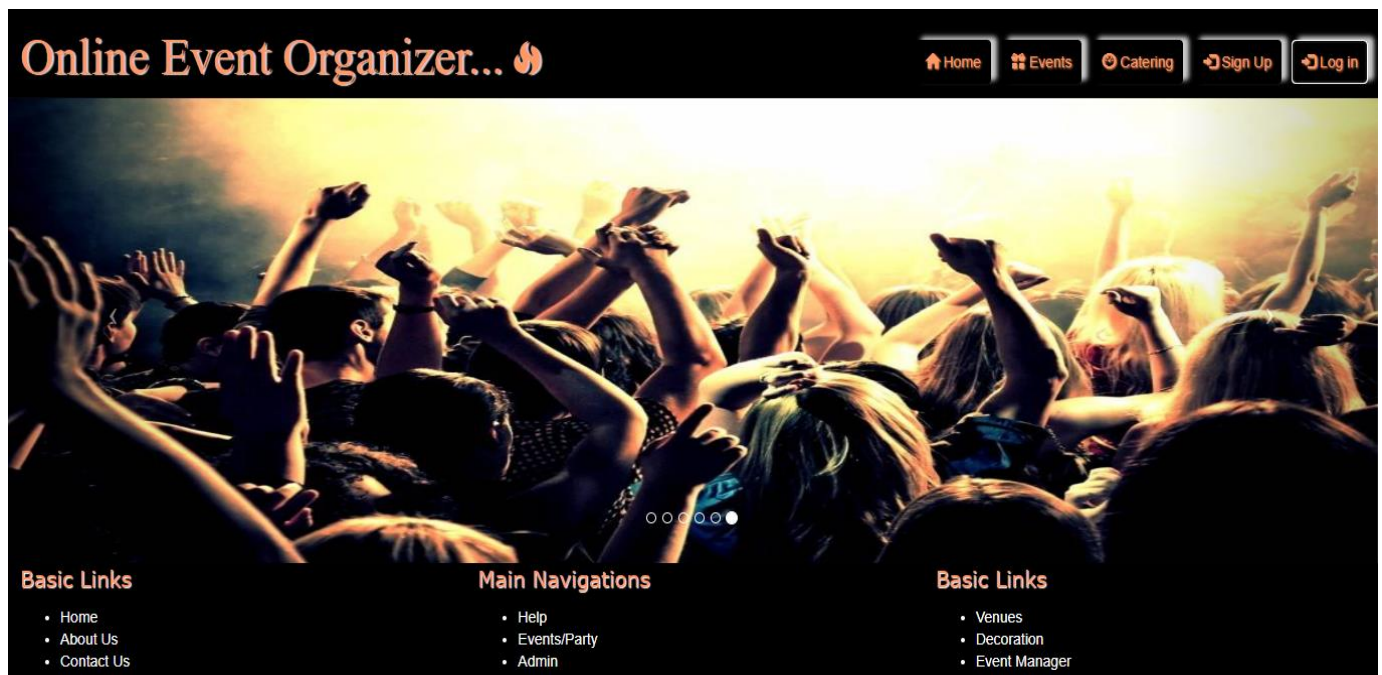 Online Event Organizer...
Home Events Catering Sign Up Log in
Basic Links
Home
About Us
Contact Us
Main Navigations
Help
Events/Party
Admin
Basic Links
Venues
Decoration
Event Manager